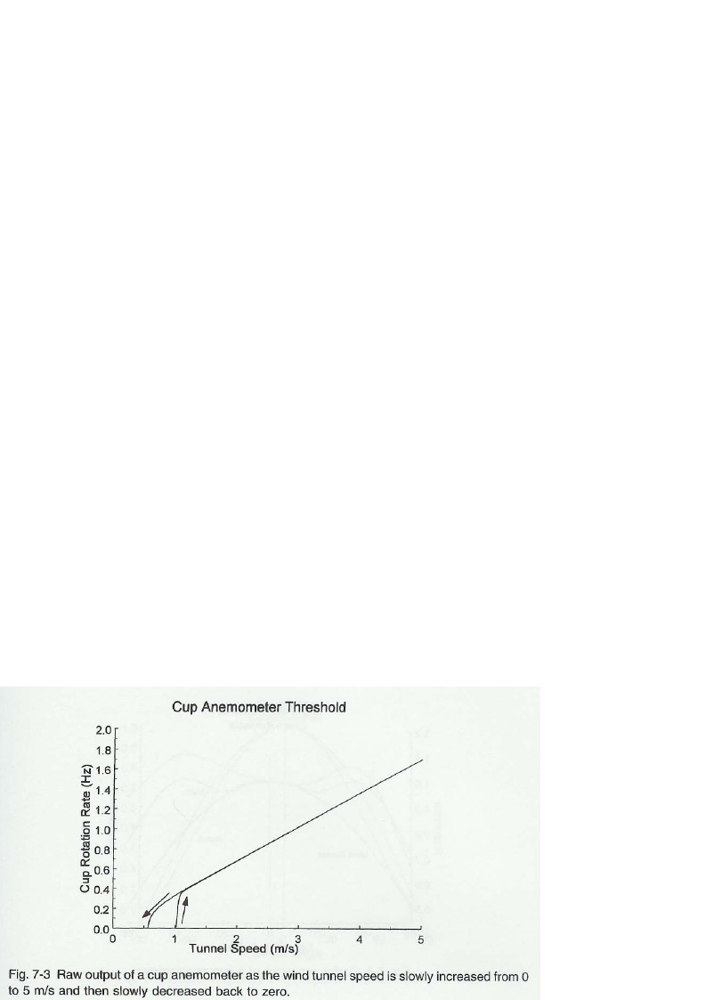 Cup Anemometer Threshold
2.0
1.8
1.6
1.4
1.2
1.0
0.8
0.6
0.4
0.2
0.0
Cup Rotation Rate (Hz)
0 1 2 3 4 5
Tunnel Speed (m/s)
Fig. 7-3 Raw output of a cup anemometer as the wind tunnel speed is slowly increased from 0
to 5 m/s and then slowly decreased back to zero.